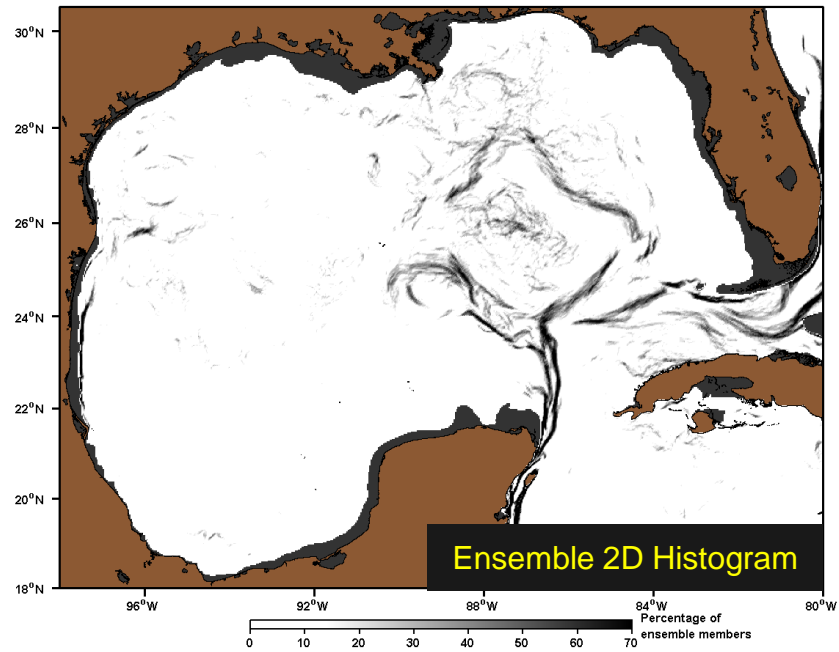 30°N
28°N
26°N
24°N
22°N
20°N
18°N
Ensemble 2D Histogram
96°W 92°W 88°W 84°W 80°W
Percentage of
ensemble members
0 10 20 30 40 50 60 70